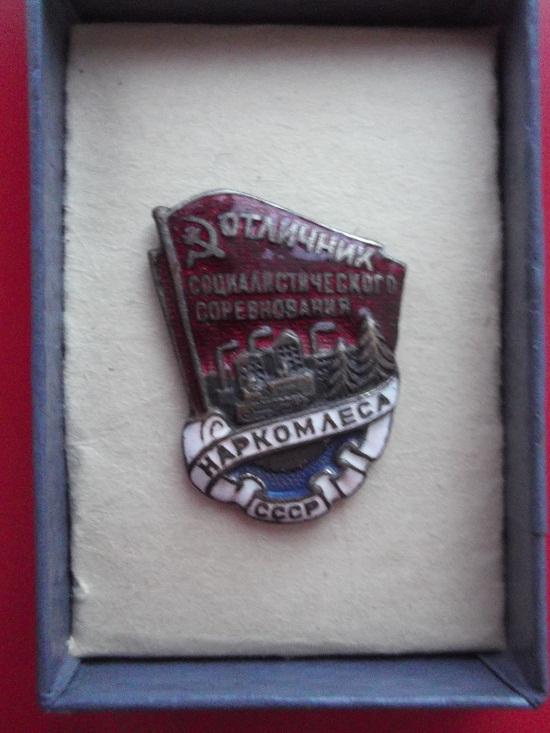 ОТЛИЧНИК
СОЦИАЛИСТИЧЕСКОГО
СОРЕВНОВАНИЯ
НАРКОМЛЕСА
СССР